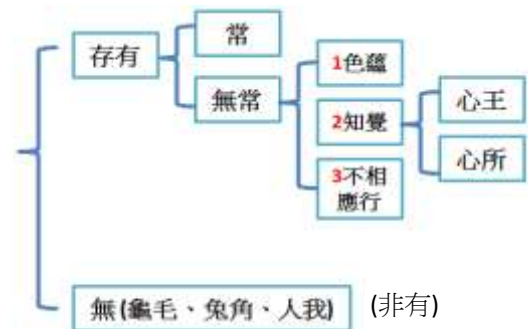 常
存有
1色蘊
無常
心王
2知覺
心所
3不相
應行
無(龜毛、兔角、人我)
(非有)